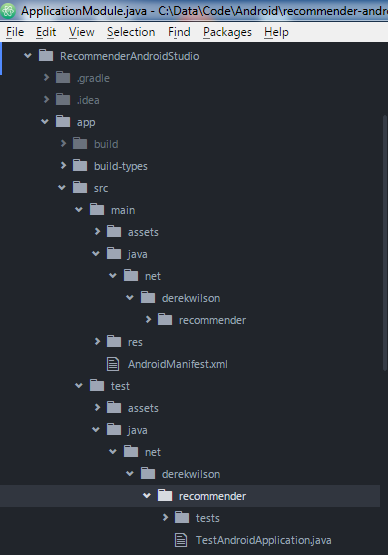 ApplicationModule.java - C:\Data\Code\Android\recommender-andr
File Edit View Selection Find Packages Help
RecommenderAndroidStudio
.gradle
.idea
app
build
build-types
src
main
assets
java
net
derekwilson
recommender
res
AndroidManifest.xml
test
assets
java
net
derekwilson
recommender
tests
TestAndroidApplication.java